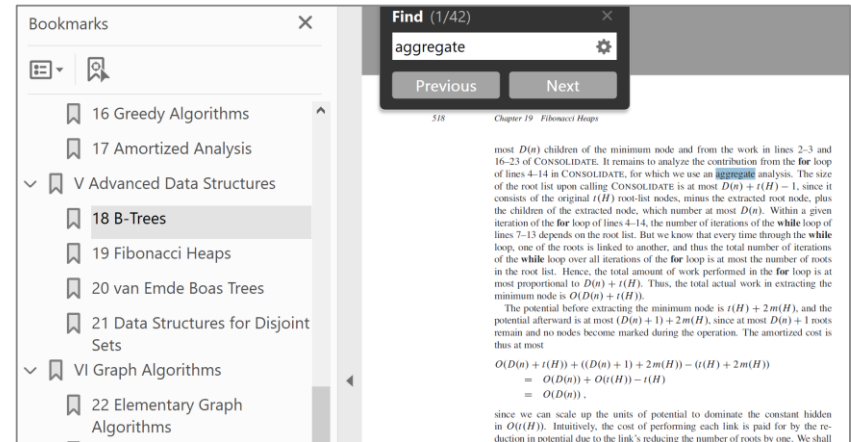 Bookmarks
16 Greedy Algorithms
17 Amortized Analysis
V Advanced Data Structures
18 B-Trees
19 Fibonacci Heaps
20 van Emde Boas Trees
21 Data Structures for Disjoint
Sets
VI Graph Algorithms
22 Elementary Graph
Algorithms
Find (1/42)
aggregate
Previous
Next
518
Chapter 19 Fibonacci Heaps
most D(n) children of the minimum node and from the work in lines 2–3 and
16–23 of CONSOLIDATE. It remains to analyze the contribution from the for loop
of lines 4–14 in CONSOLIDATE, for which we use an aggregate analysis. The size
of the root list upon calling CONSOLIDATE is at most D(n) + t(H) − 1, since it
consists of the original t(H) root-list nodes, minus the extracted root node, plus
the children of the extracted node, which number at most D(n). Within a given
iteration of the for loop of lines 4–14, the number of iterations of the while loop of
lines 7–13 depends on the root list. But we know that every time through the while
loop, one of the roots is linked to another, and thus the total number of iterations
of the while loop over all iterations of the for loop is at most the number of roots
in the root list. Hence, the total amount of work performed in the for loop is at
most proportional to D(n) + t(H). Thus, the total actual work in extracting the
minimum node is O(D(n) + t(H)).
The potential before extracting the minimum node is t(H) + 2m(H), and the
potential afterward is at most (D(n) + 1) + 2m(H), since at most D(n) + 1 roots
remain and no nodes become marked during the operation. The amortized cost is
thus at most
O(D(n) + t(H)) + ((D(n) + 1) + 2m(H)) − (t(H) + 2m(H))
= O(D(n)) + O(t(H)) − t(H)
= O(D(n)) ,
since we can scale up the units of potential to dominate the constant hidden
in O(t(H)). Intuitively, the cost of performing each link is paid for by the re-
duction in potential due to the link's reducing the number of roots by one. We shall